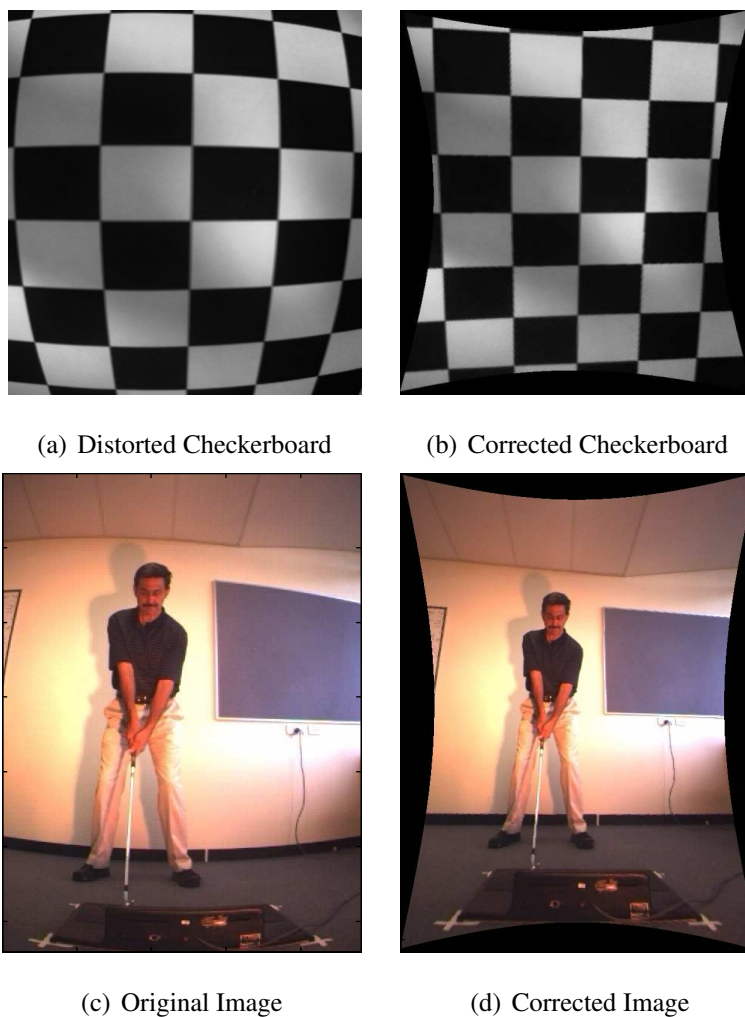 (a) Distorted Checkerboard
(b) Corrected Checkerboard
(c) Original Image
(d) Corrected Image